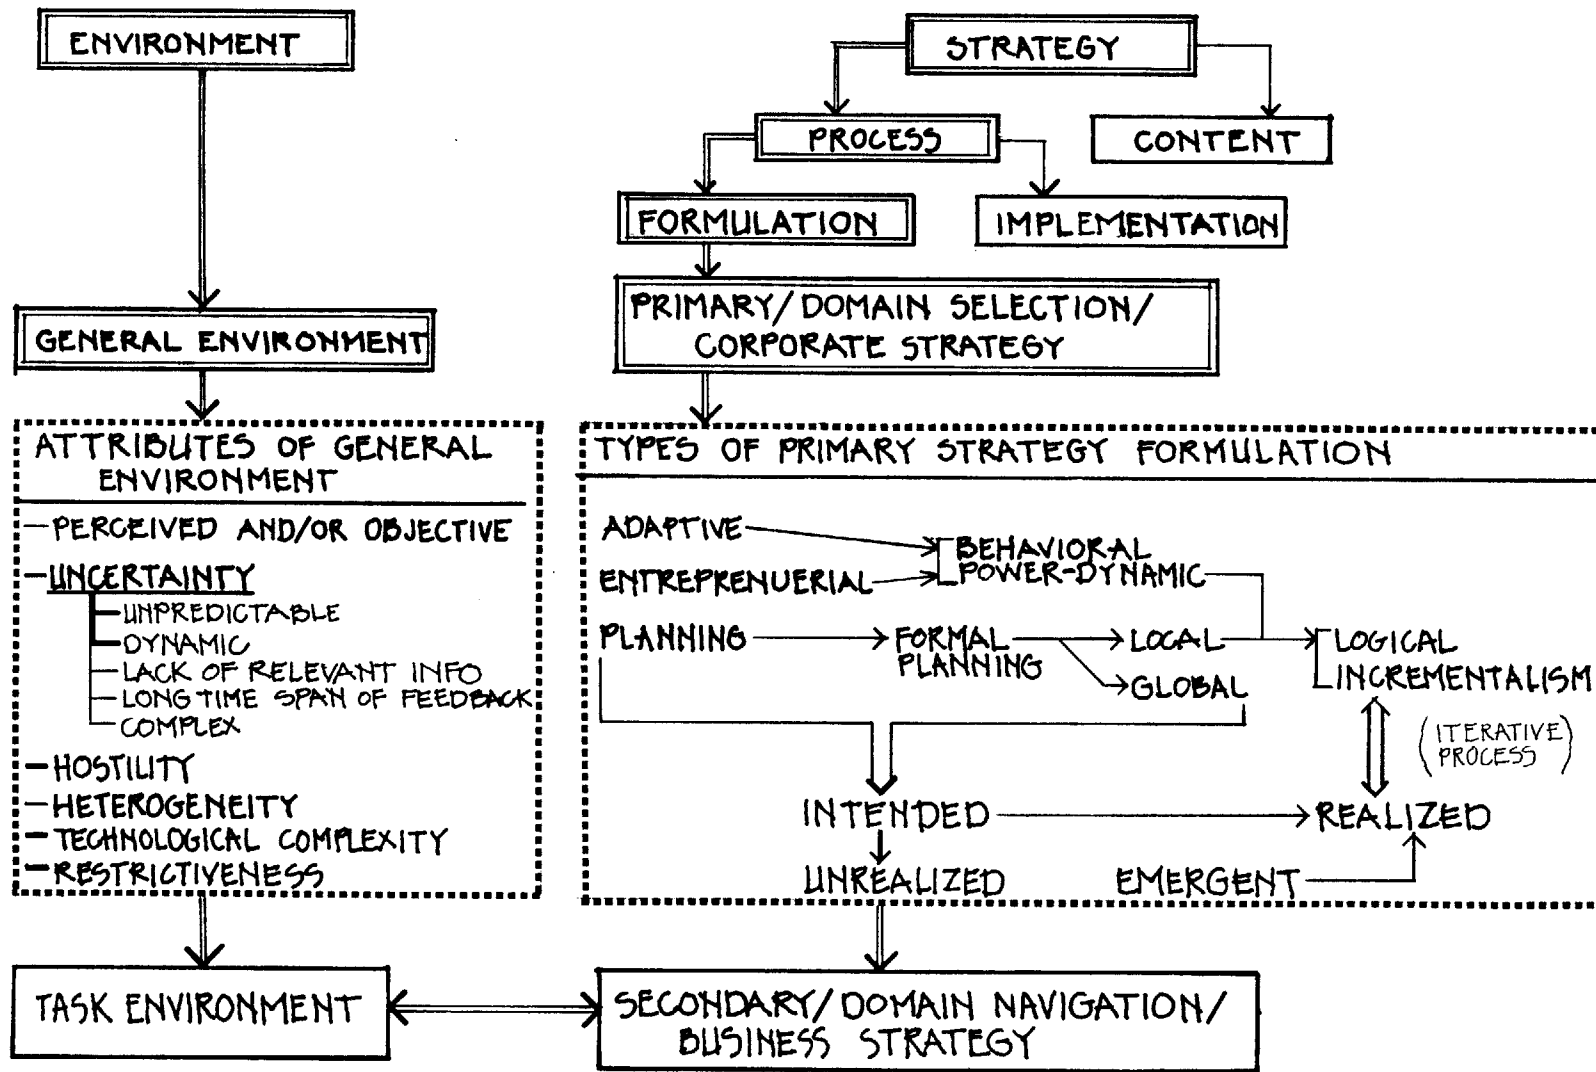 ENVIRONMENT
STRATEGY
PROCESS
CONTENT
FORMULATION
IMPLEMENTATION
PRIMARY/DOMAIN SELECTION/
CORPORATE STRATEGY
GENERAL ENVIRONMENT
ATTRIBUTES OF GENERAL
ENVIRONMENT
-PERCEIVED AND/OR OBJECTIVE
-UNCERTAINTY
-UNPREDICTABLE
-DYNAMIC
-LACK OF RELEVANT INFO
-LONG TIME SPAN OF FEEDBACK
-COMPLEX
-HOSTILITY
-HETEROGENEITY
-TECHNOLOGICAL COMPLEXITY
-RESTRICTIVENESS
TYPES OF PRIMARY STRATEGY FORMULATION
ADAPTIVE
BEHAVIORAL
ENTREPRENUERIAL
POWER-DYNAMIC
PLANNING
FORMAL
PLANNING
LOCAL
GLOBAL
LOGICAL
INCREMENTALISM
(ITERATIVE
PROCESS)
INTENDED
REALIZED
UNREALIZED
EMERGENT
TASK ENVIRONMENT
SECONDARY/DOMAIN NAVIGATION/
BUSINESS STRATEGY